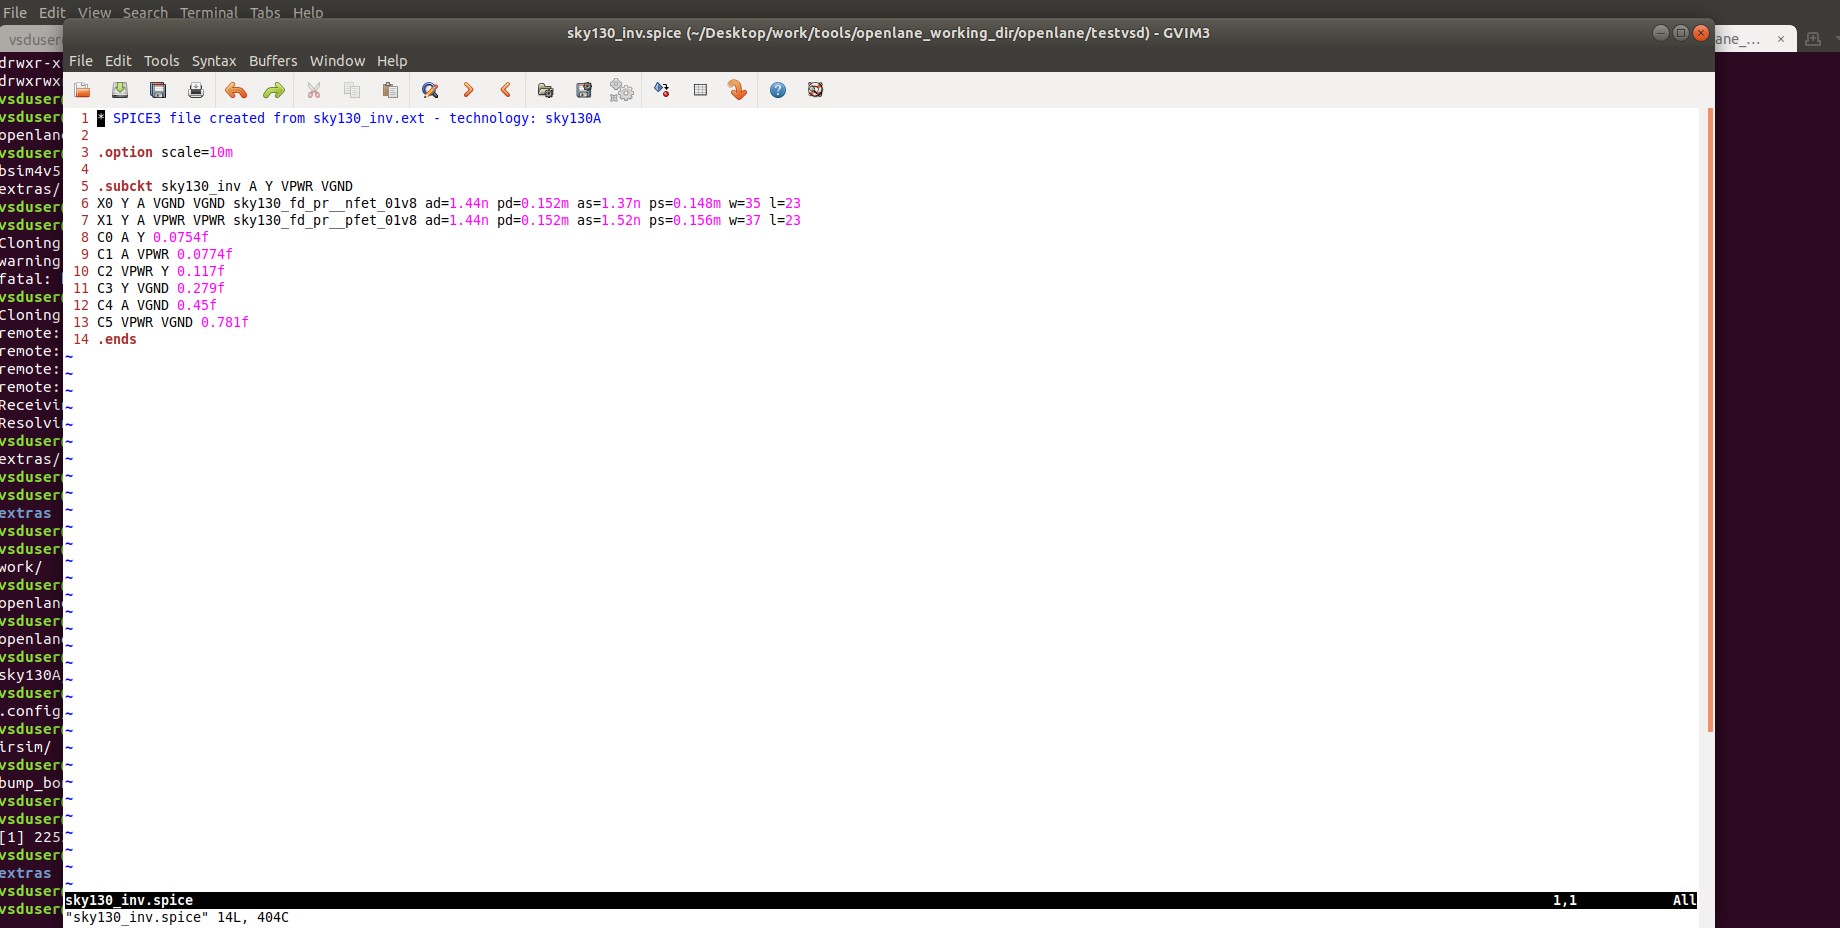 File Edit View Search Terminal Tabs Help
sky130_inv.spice (~/Desktop/work/tools/openlane_working_dir/openlane/testvsd) - GVIM3
vsduser
ane_... ×
File Edit Tools Syntax Buffers Window Help
drwxr-x
drwxrwx
vsduser
vsduser
openlan
vsduser
bsim4v5
extras/
vsduser
vsduser
Cloning
warning
fatal:
vsduser
Cloning
remote:
remote:
remote:
remote:
Receivi
Resolvi
vsduser
extras/
vsduser
vsduser
extras
vsduser
vsduser
work/
vsduser
openlan
vsduser
openlan
vsduser
sky130A
vsduser
.config
vsduser
irsim/
vsduser
bump_bo
vsduser
vsduser
[1] 225
vsduser
extras
vsduser
vsduser
1 * SPICE3 file created from sky130_inv.ext - technology: sky130A
2
3 .option scale=10m
4
5 .subckt sky130_inv A Y VPWR VGND
6 X0 Y A VGND VGND sky130_fd_pr__nfet_01v8 ad=1.44n pd=0.152m as=1.37n ps=0.148m w=35 l=23
7 X1 Y A VPWR VPWR sky130_fd_pr__pfet_01v8 ad=1.44n pd=0.152m as=1.52n ps=0.156m w=37 l=23
8 C0 A Y 0.0754f
9 C1 A VPWR 0.0774f
10 C2 VPWR Y 0.117f
11 C3 Y VGND 0.279f
12 C4 A VGND 0.45f
13 C5 VPWR VGND 0.781f
14 .ends
sky130_inv.spice 1,1 All
"sky130_inv.spice" 14L, 404C